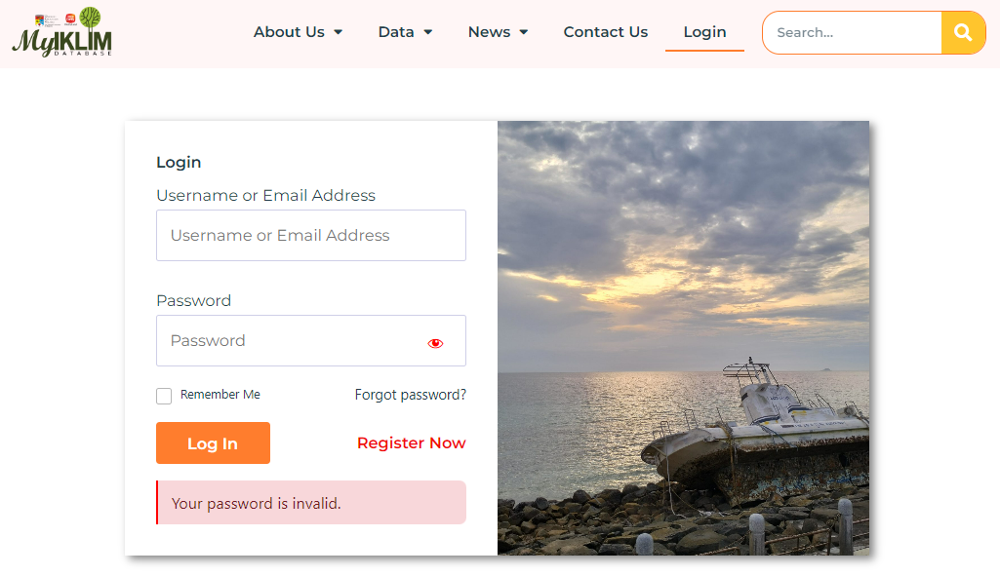 MyIKLIM
DATABASE
About Us
Data
News
Contact Us
Login
Search...
Login
Username or Email Address
Username or Email Address
Password
Password
Remember Me
Forgot password?
Log In
Register Now
Your password is invalid.